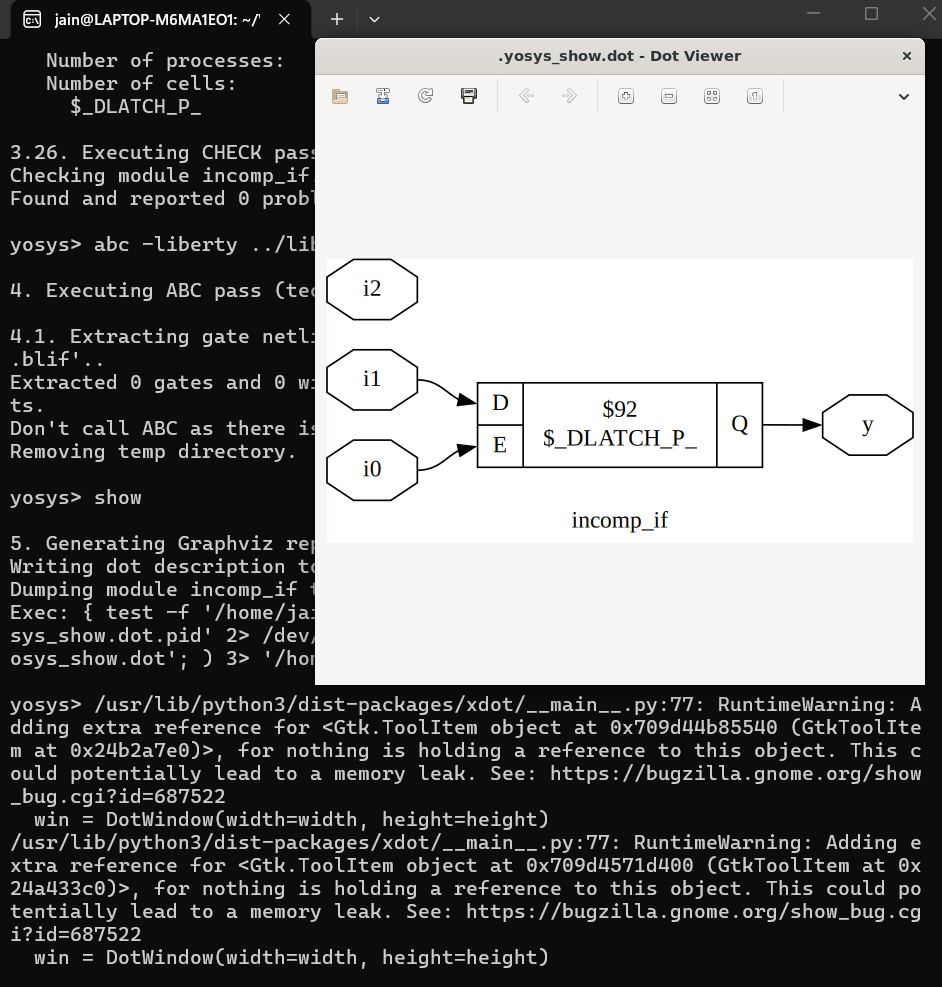 jain@LAPTOP-M6MA1EO1: ~/
Number of processes:
Number of cells:
$_DLATCH_P_
3.26. Executing CHECK pass
Checking module incomp_if.
Found and reported 0 probl
yosys> abc -liberty ../lib
4. Executing ABC pass (tec
4.1. Extracting gate netli
.blif'..
Extracted 0 gates and 0 wi
ts.
Don't call ABC as there is
Removing temp directory.
yosys> show
5. Generating Graphviz rep
Writing dot description to
Dumping module incomp_if t
Exec: { test -f '/home/jai
sys_show.dot.pid' 2> /dev/
osys_show.dot'; ) 3> '/hom
.yosys_show.dot - Dot Viewer
i2
i1
i0
D
E
$92
$_DLATCH_P_
Q
y
incomp_if
yosys> /usr/lib/python3/dist-packages/xdot/__main__.py:77: RuntimeWarning: A
dding extra reference for <Gtk.ToolItem object at 0x709d44b85540 (GtkToolIte
m at 0x24b2a7e0)>, for nothing is holding a reference to this object. This c
ould potentially lead to a memory leak. See: https://bugzilla.gnome.org/show
_bug.cgi?id=687522
win = DotWindow(width=width, height=height)
/usr/lib/python3/dist-packages/xdot/__main__.py:77: RuntimeWarning: Adding e
xtra reference for <Gtk.ToolItem object at 0x709d4571d400 (GtkToolItem at 0x
24a433c0)>, for nothing is holding a reference to this object. This could po
tentially lead to a memory leak. See: https://bugzilla.gnome.org/show_bug.cg
i?id=687522
win = DotWindow(width=width, height=height)